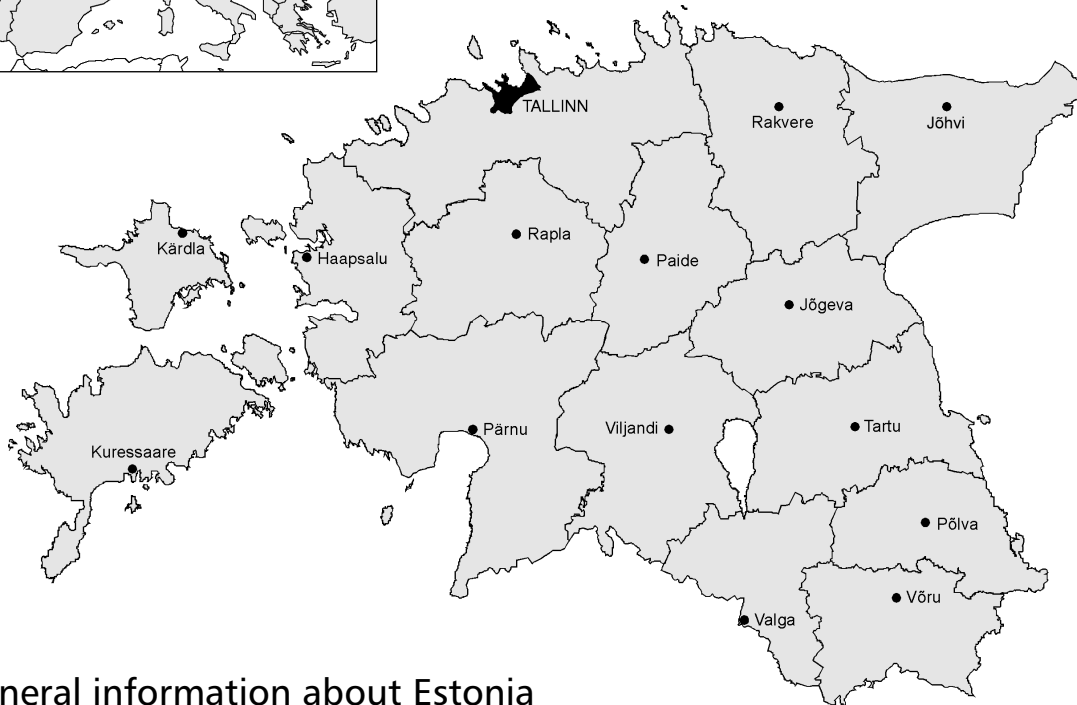 TALLINN
Rakvere
Jõhvi
Kärdla
Haapsalu
Rapla
Paide
Jõgeva
Kuressaare
Pärnu
Viljandi
Tartu
Põlva
Võru
Valga
neral information about Estonia